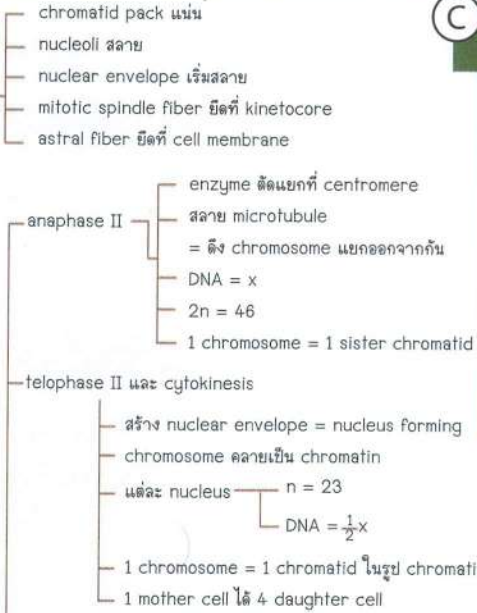 chromatid pack แน่น
C
nucleoli สลาย
nuclear envelope เริ่มสลาย
mitotic spindle fiber ยึดที่ kinetocore
astral fiber ยึดที่ cell membrane
enzyme ตัดแยกที่ centromere
สลาย microtubule
anaphase II
= ดึง chromosome แยกออกจากกัน
DNA = x
2n = 46
1 chromosome = 1 sister chromatid
telophase II และ cytokinesis
สร้าง nuclear envelope = nucleus forming
chromosome คลายเป็น chromatin
แต่ละ nucleus
n = 23
DNA = ½x
1 chromosome = 1 chromatid ในรูป chromati
1 mother cell ได้ 4 daughter cell